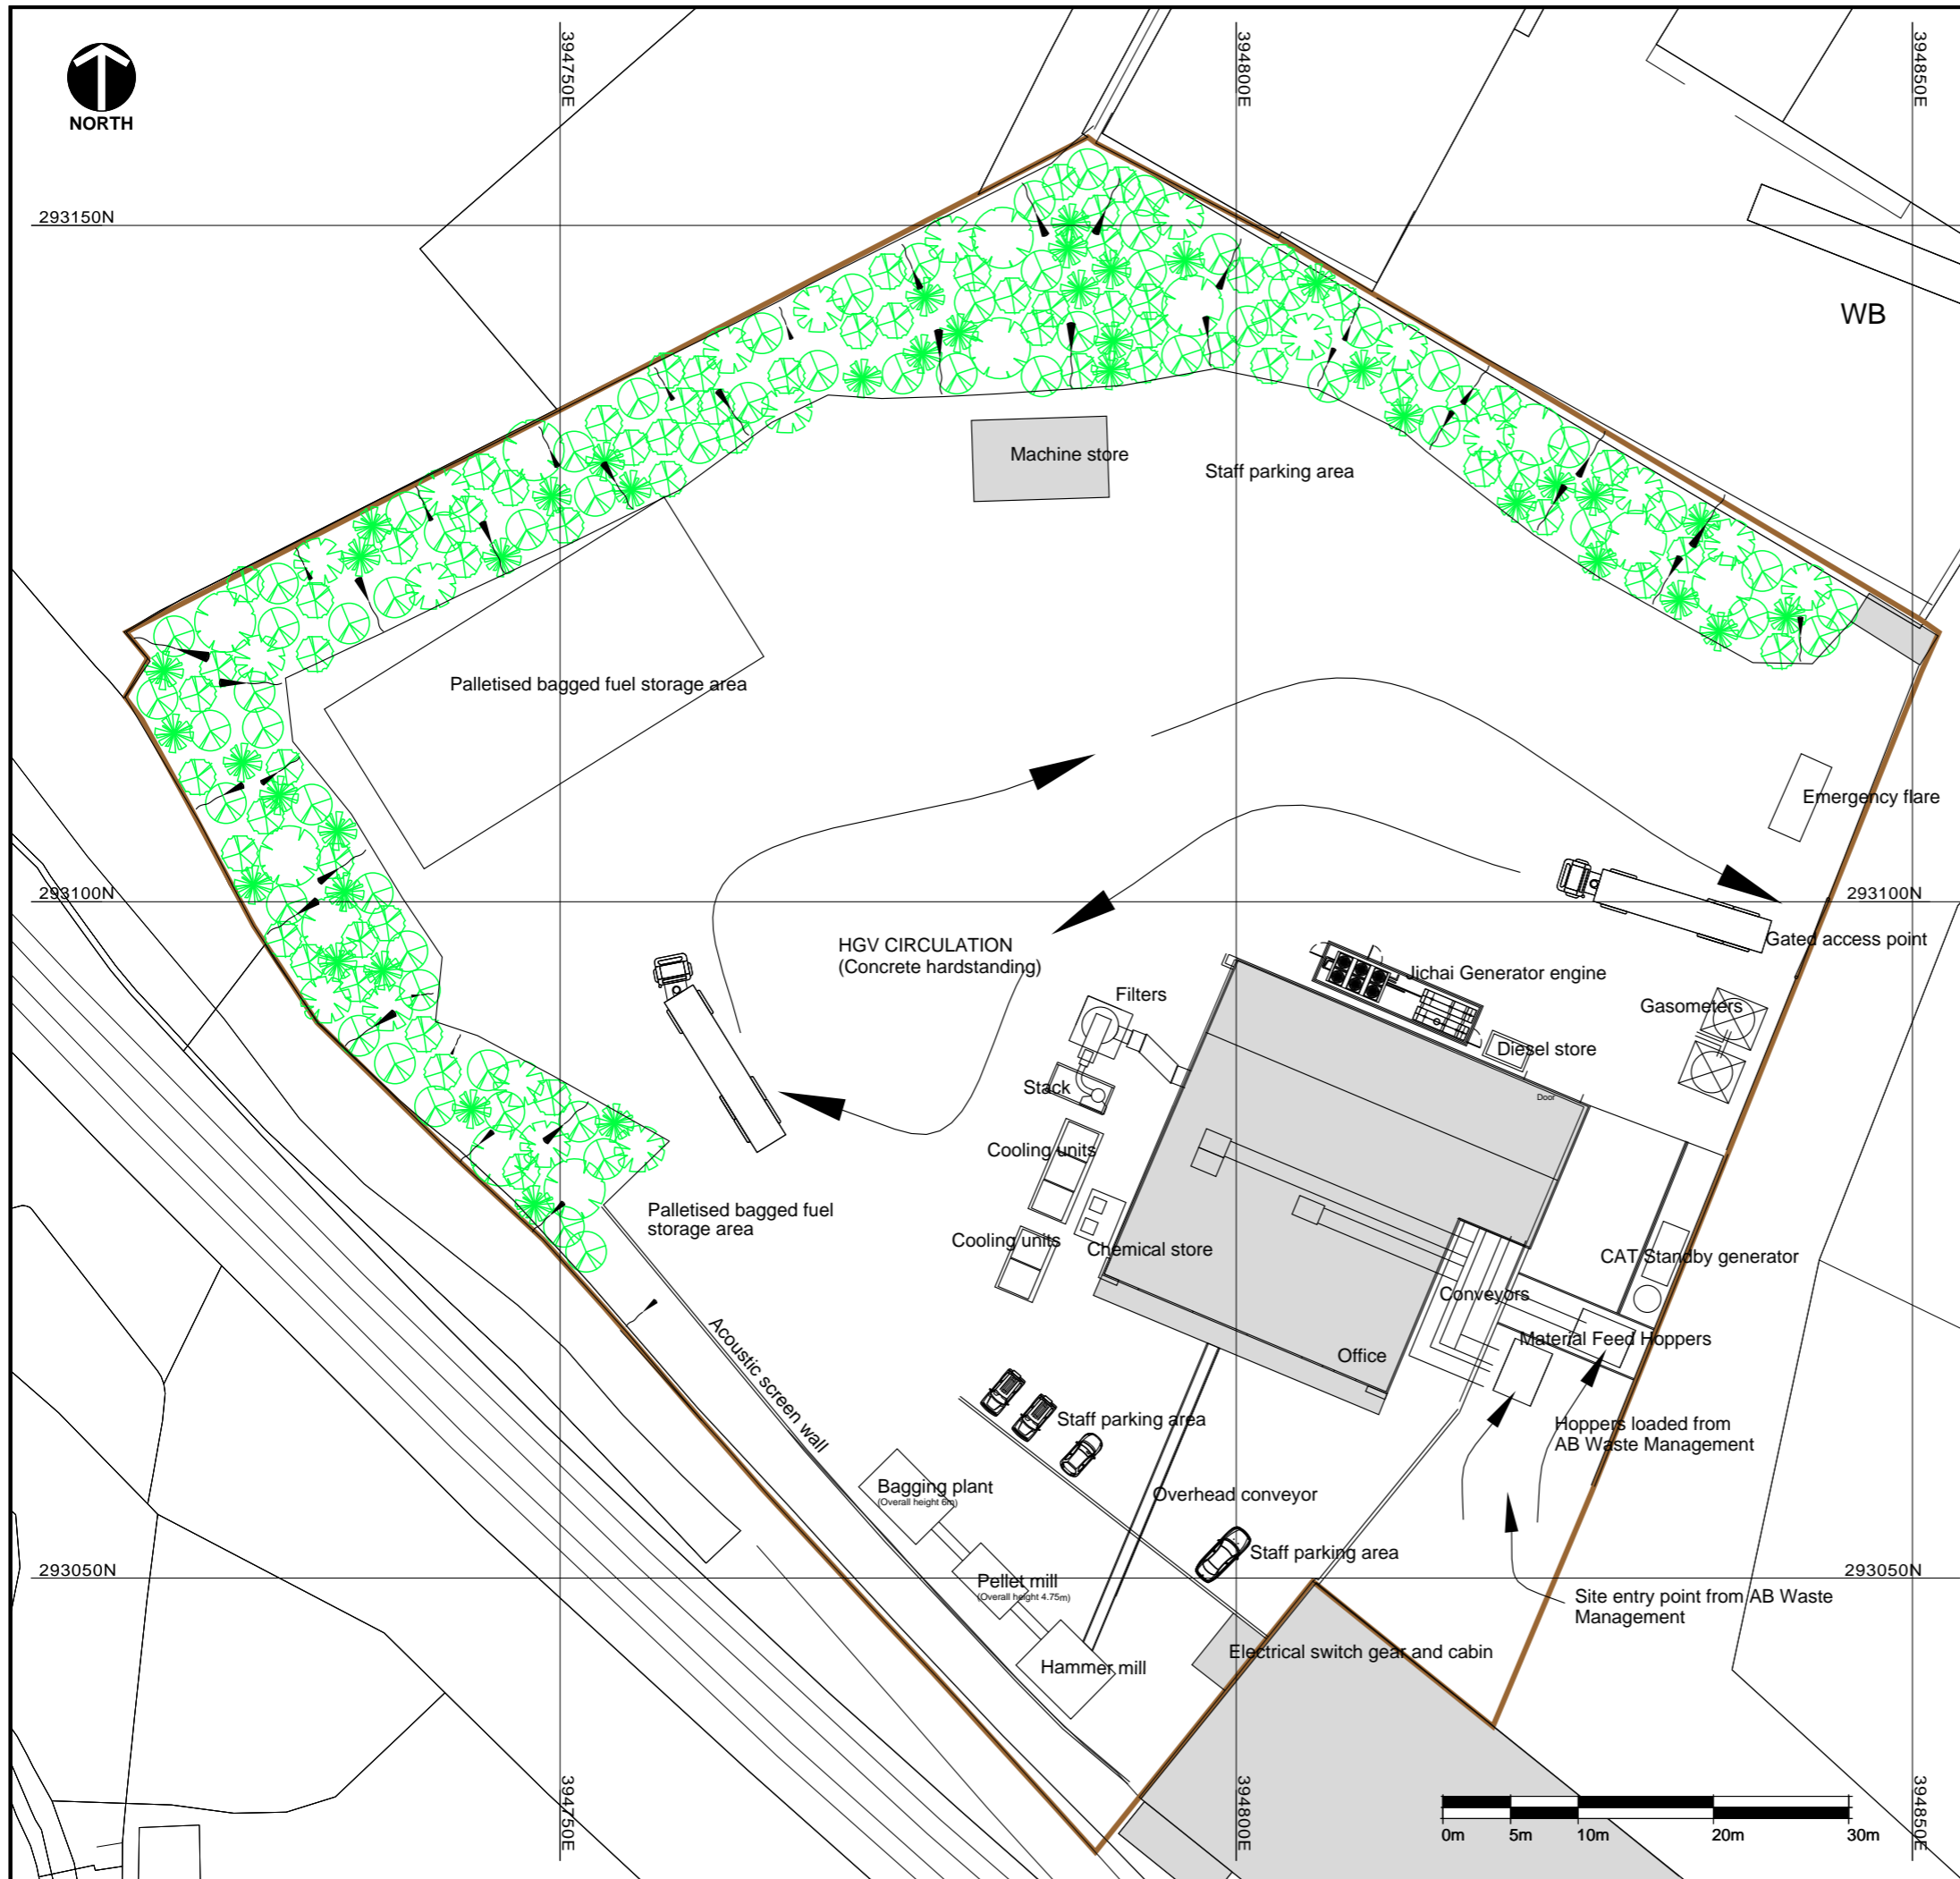 394750E
394800E
394850E
NORTH
293150N
WB
Machine store
Staff parking area
Palletised bagged fuel storage area
Emergency flare
293100N
293100N
HGV CIRCULATION
(Concrete hardstanding)
Gated access point
Jichai Generator engine
Filters
Gasometers
Diesel store
Stack
Door
Cooling units
Palletised bagged fuel
storage area
Cooling units
Chemical store
CAT Standby generator
Conveyors
Material Feed Hoppers
Acoustic screen wall
Office
Staff parking area
Hoppers loaded from
AB Waste Management
Bagging plant
(Overall height 6m)
Overhead conveyor
Staff parking area
293050N
293050N
Pellet mill
(Overall height 4.75m)
Site entry point from AB Waste
Management
Electrical switch gear and cabin
Hammer mill
394750E
394800E
394850E
0m 5m 10m 20m 30m